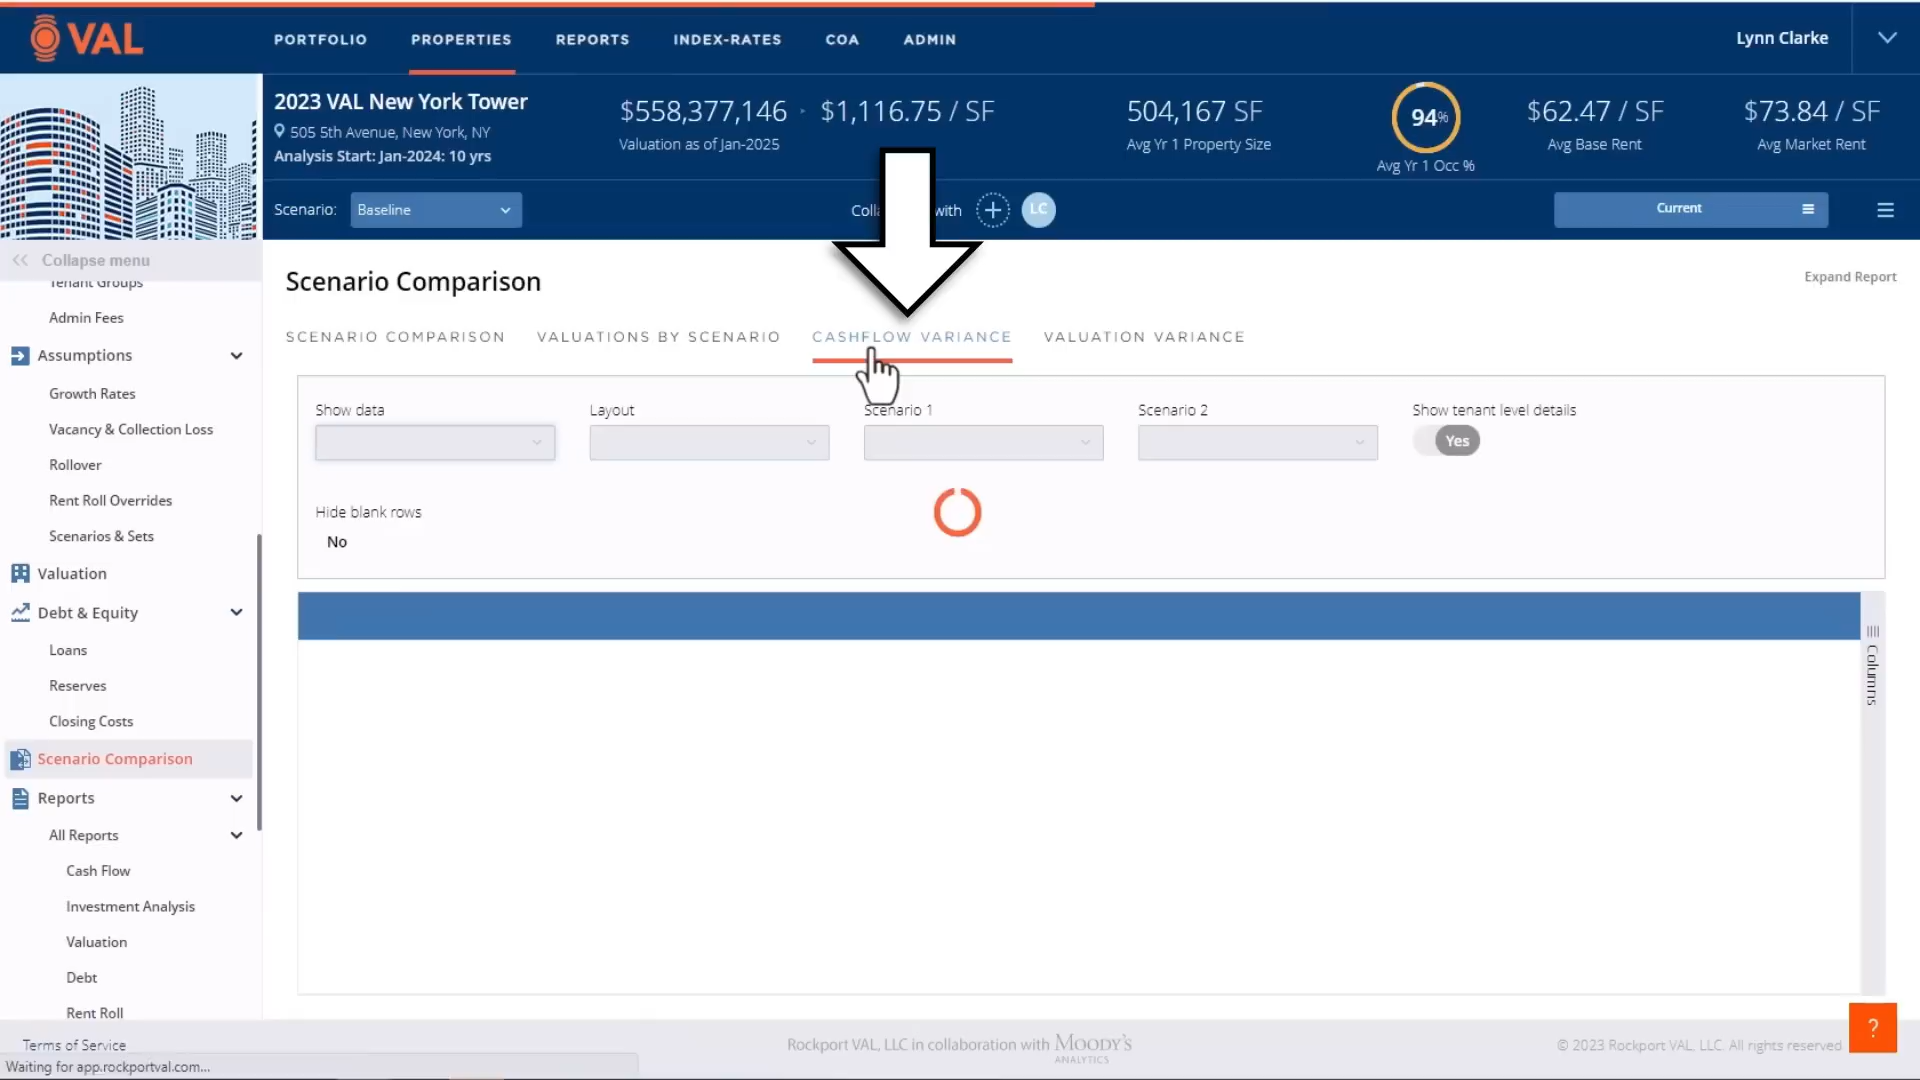 VAL
PORTFOLIO
PROPERTIES
REPORTS
INDEX-RATES
COA
ADMIN
Lynn Clarke
2023 VAL New York Tower
505 5th Avenue, New York, NY
Analysis Start: Jan-2024: 10 yrs
$558,377,146 · $1,116.75 / SF
Valuation as of Jan-2025
504,167 SF
Avg Yr 1 Property Size
94%
Avg Yr 1 Occ %
$62.47 / SF
Avg Base Rent
$73.84 / SF
Avg Market Rent
Scenario:
Baseline
with
LC
Current
Collapse menu
Tenant Groups
Admin Fees
Assumptions
Growth Rates
Vacancy & Collection Loss
Rollover
Rent Roll Overrides
Scenarios & Sets
Valuation
Debt & Equity
Loans
Reserves
Closing Costs
Scenario Comparison
Reports
All Reports
Cash Flow
Investment Analysis
Valuation
Debt
Rent Roll
Scenario Comparison
Expand Report
SCENARIO COMPARISON
VALUATIONS BY SCENARIO
CASHFLOW VARIANCE
VALUATION VARIANCE
Show data
Layout
Scenario 1
Scenario 2
Show tenant level details
Yes
Hide blank rows
No
Columns
?
Terms of Service
Rockport VAL, LLC in collaboration with MOODY'S
ANALYTICS
© 2023 Rockport VAL, LLC. All rights reserved
Waiting for app.rockportval.com...